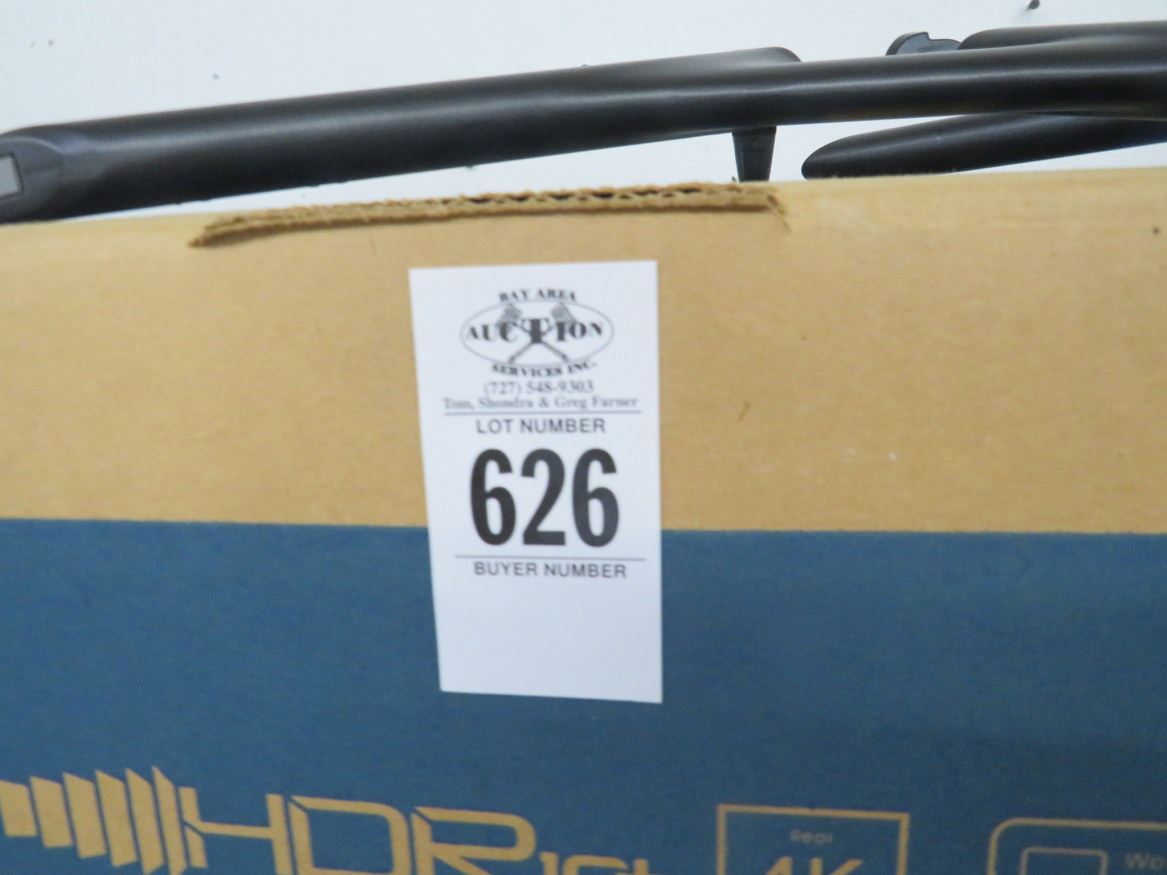 BAY AREA
AUCTION
SERVICES INC.
(727) 548-9303
Tom, Shondra & Greg Farner
LOT NUMBER
626
BUYER NUMBER
HDR
Real
4K